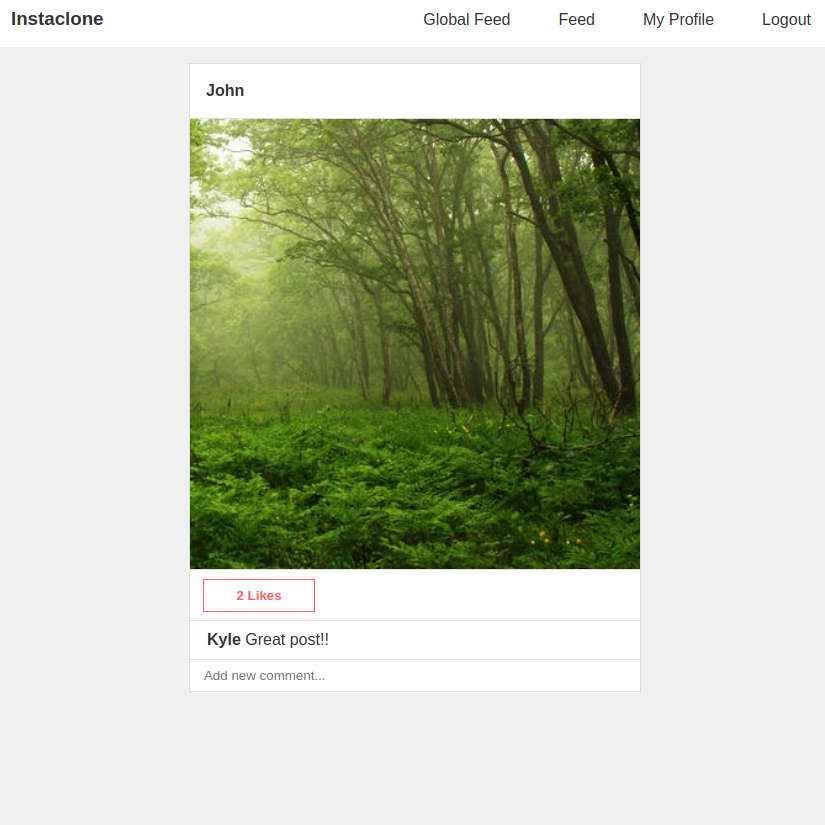 Instaclone Global Feed Feed My Profile Logout
John
2 Likes
Kyle Great post!!
Add new comment...